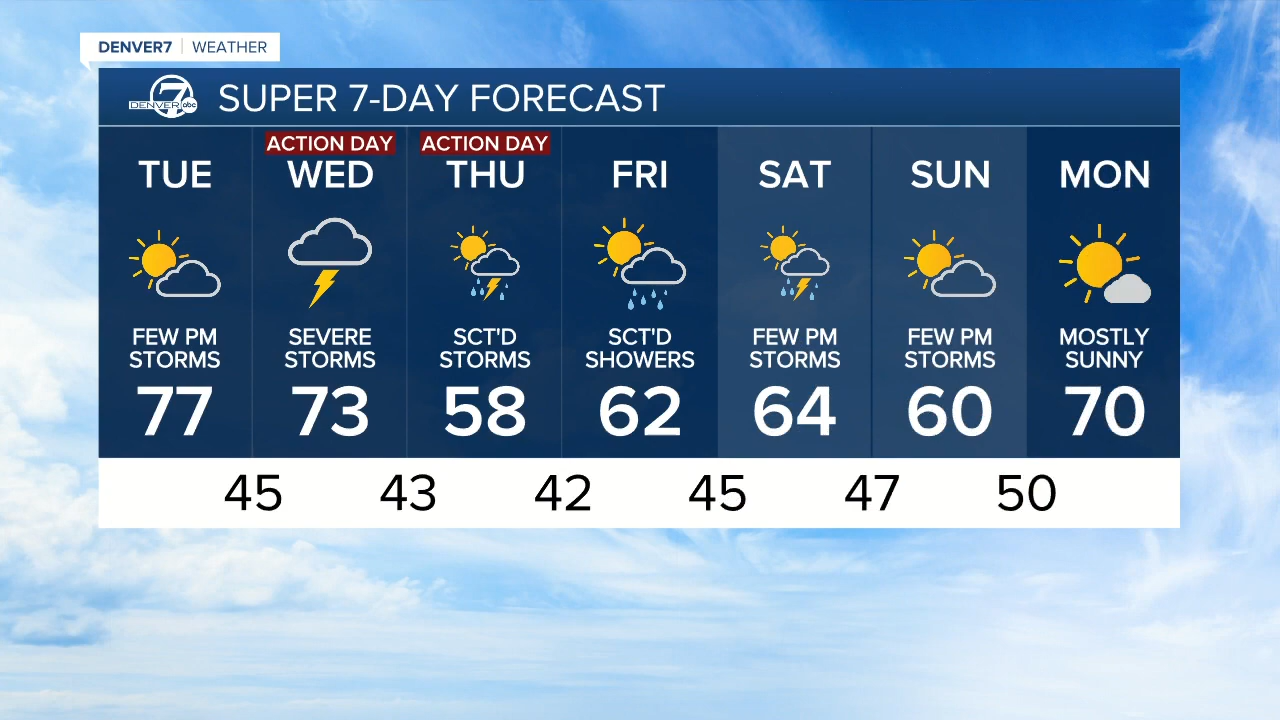 DENVER7 | WEATHER
7
DENVER abc
SUPER 7-DAY FORECAST
ACTION DAY ACTION DAY
TUE WED THU FRI SAT SUN MON
FEW PM SEVERE SCT'D SCT'D FEW PM FEW PM MOSTLY
STORMS STORMS STORMS SHOWERS STORMS STORMS SUNNY
77 73 58 62 64 60 70
45 43 42 45 47 50